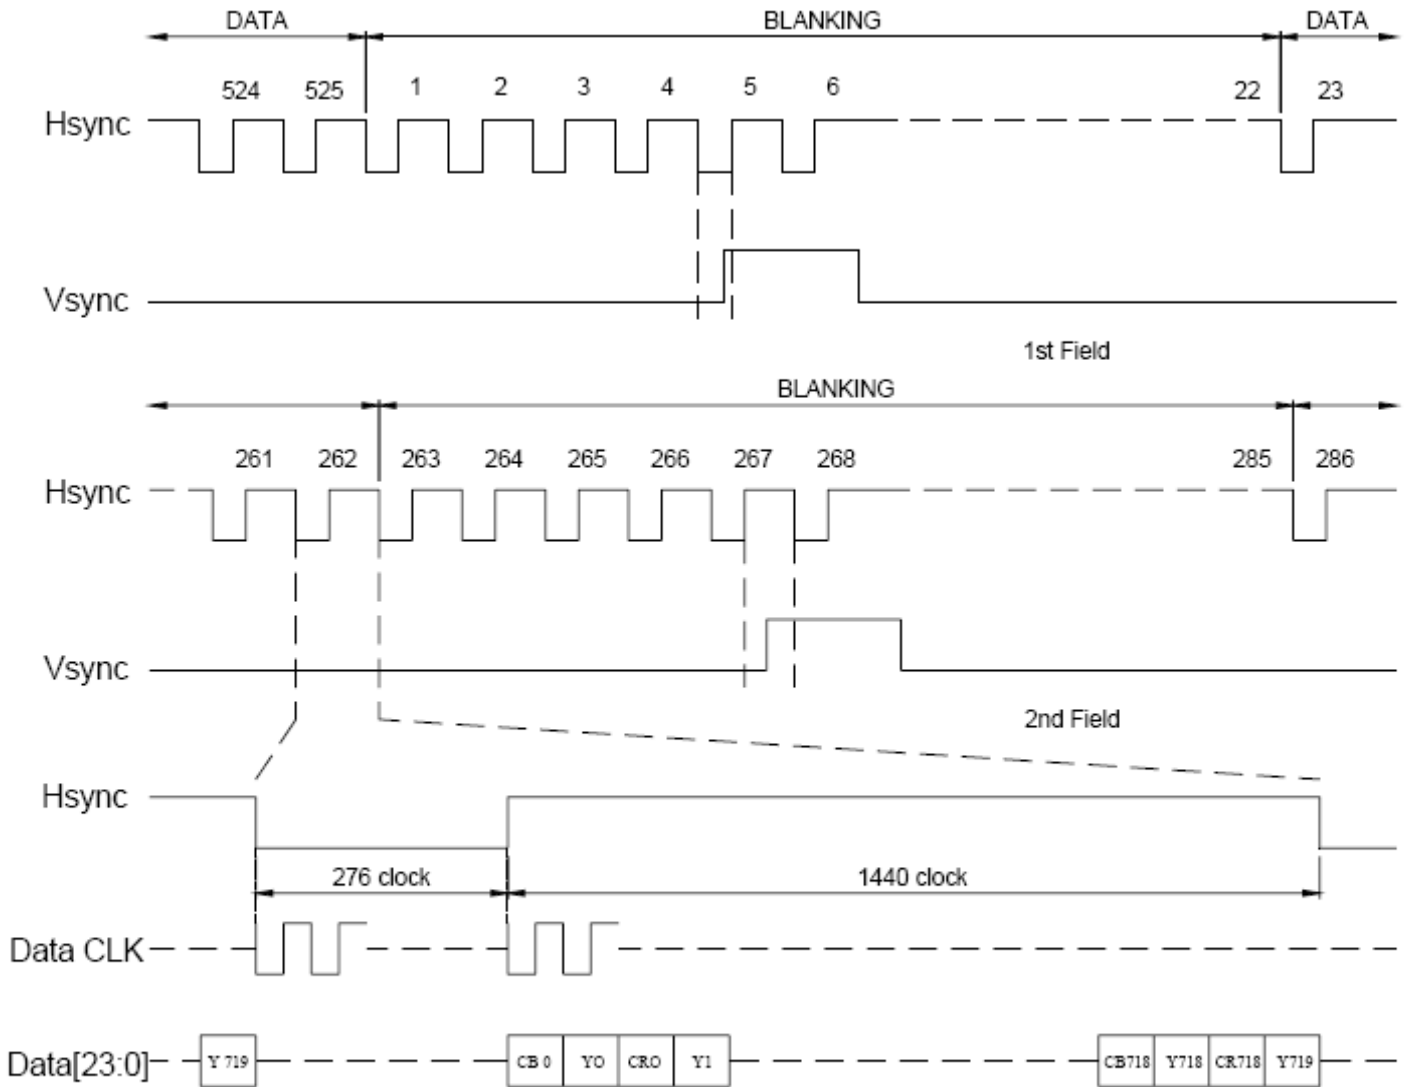 DATA BLANKING DATA
524 525 1 2 3 4 5 6 22 23
Hsync
Vsync
1st Field
BLANKING
261 262 263 264 265 266 267 268 285 286
Hsync
Vsync
2nd Field
Hsync
276 clock 1440 clock
Data CLK
Data[23:0] Y 719 CB 0 Y0 CR0 Y1 CB718 Y718 CR718 Y719